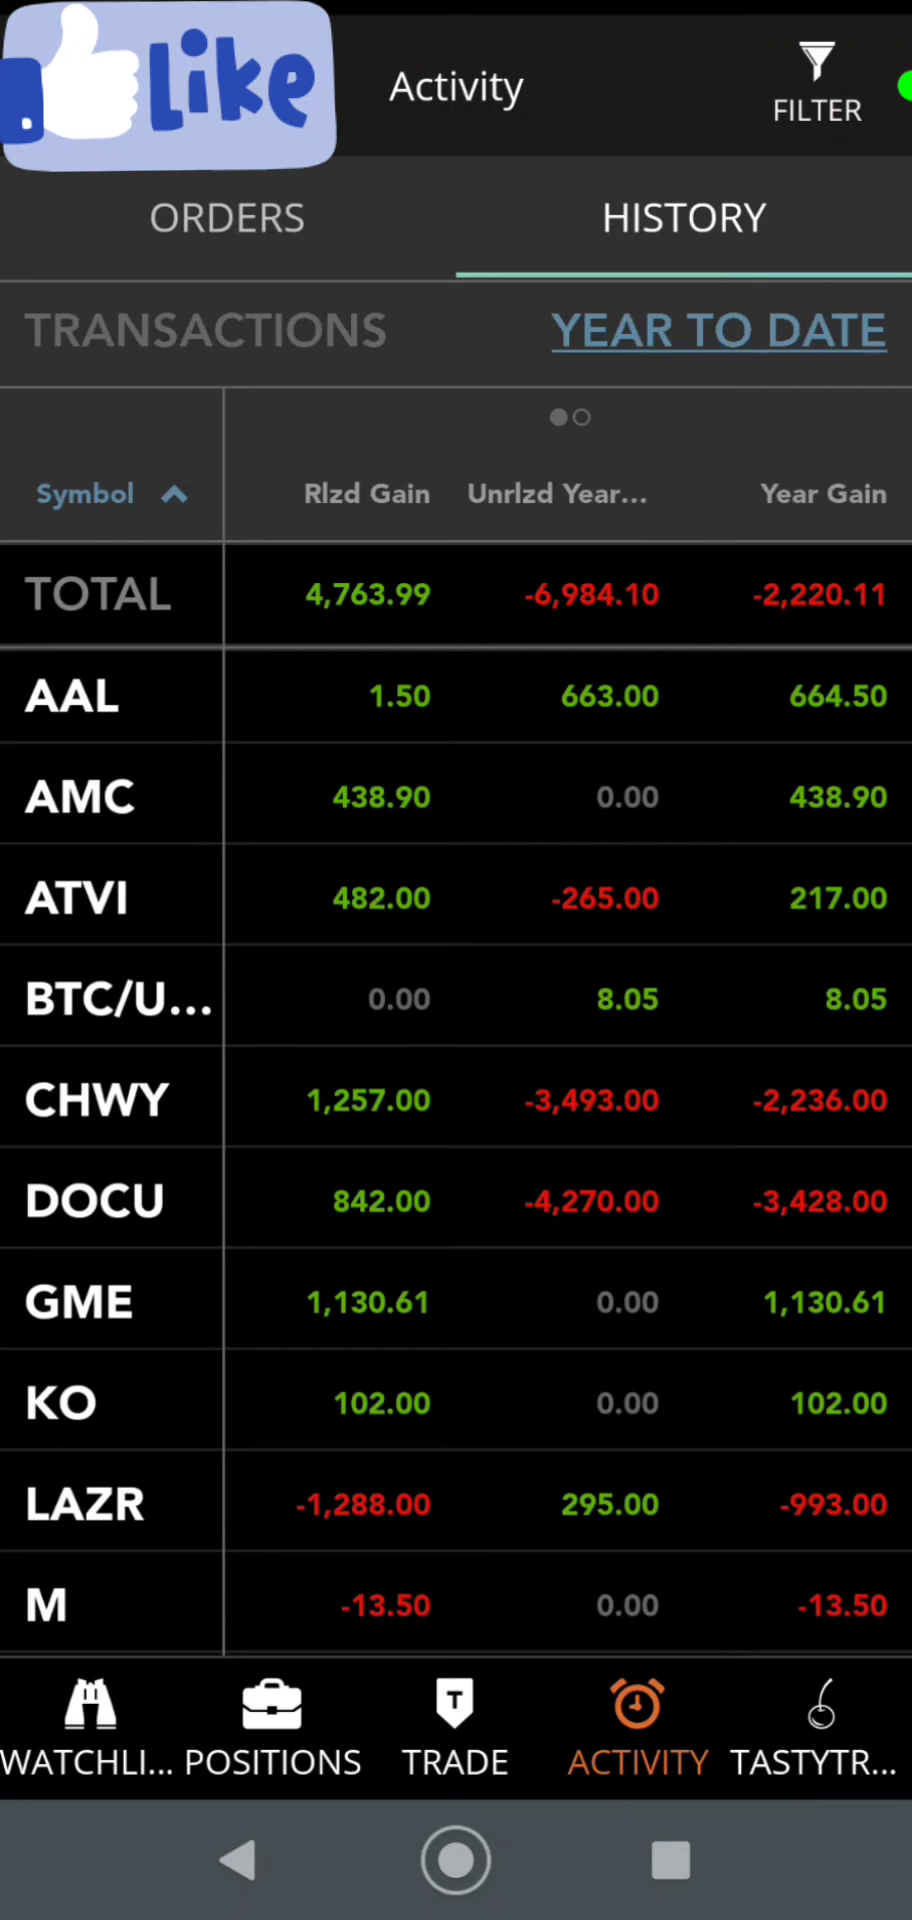 Like
Activity
FILTER
ORDERS HISTORY
TRANSACTIONS YEAR TO DATE
Symbol Rlzd Gain Unrlzd Year... Year Gain
TOTAL 4,763.99 -6,984.10 -2,220.11
AAL 1.50 663.00 664.50
AMC 438.90 0.00 438.90
ATVI 482.00 -265.00 217.00
BTC/U... 0.00 8.05 8.05
CHWY 1,257.00 -3,493.00 -2,236.00
DOCU 842.00 -4,270.00 -3,428.00
GME 1,130.61 0.00 1,130.61
KO 102.00 0.00 102.00
LAZR -1,288.00 295.00 -993.00
M -13.50 0.00 -13.50
T
WATCHLI... POSITIONS TRADE ACTIVITY TASTYTR...